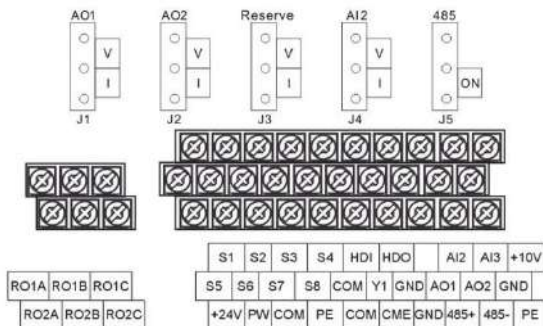 AO1 AO2 Reserve AI2 485
V V V V
I I I I ON
J1 J2 J3 J4 J5
S1 S2 S3 S4 HDI HDO AI2 AI3 +10V
RO1A RO1B RO1C S5 S6 S7 S8 COM Y1 GND AO1 AO2 GND
RO2A RO2B RO2C +24V PW COM PE COM CME GND 485+ 485- PE